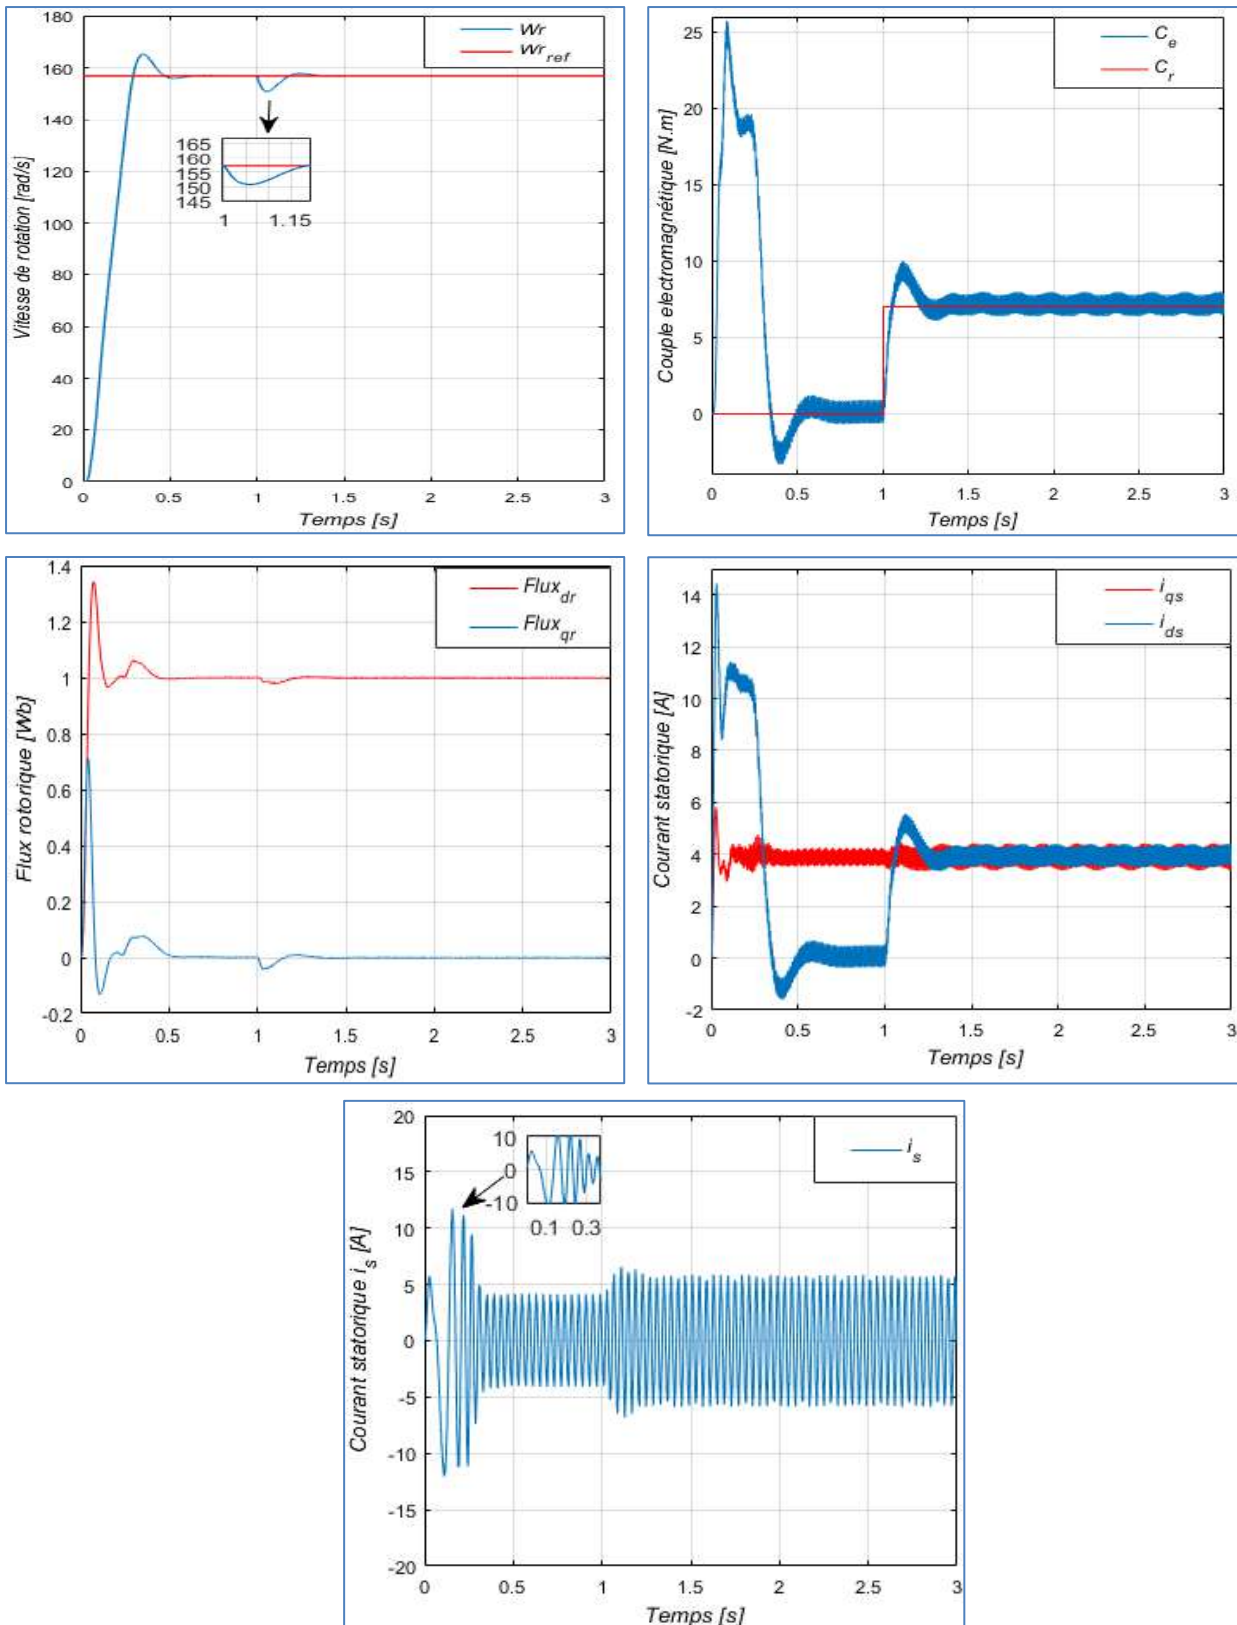 180
160
140
120
100
80
60
40
20
0
Wr
Wr_ref
165
160
155
150
145
1 1.15
0 0.5 1 1.5 2 2.5 3
Temps [s]
Vitesse de rotation [rad/s]
25
20
15
10
5
0
C_e
C_r
0 0.5 1 1.5 2 2.5 3
Temps [s]
Couple electromagnétique [N.m]
1.4
1.2
1
0.8
0.6
0.4
0.2
0
-0.2
Flux_dr
Flux_qr
0 0.5 1 1.5 2 2.5 3
Temps [s]
Flux rotorique [Wb]
14
12
10
8
6
4
2
0
-2
i_qs
i_ds
0 0.5 1 1.5 2 2.5 3
Temps [s]
Courant statorique [A]
20
15
10
5
0
-5
-10
-15
-20
10
0
-10
0.1 0.3
i_s
0 0.5 1 1.5 2 2.5 3
Temps [s]
Courant statorique i_s [A]